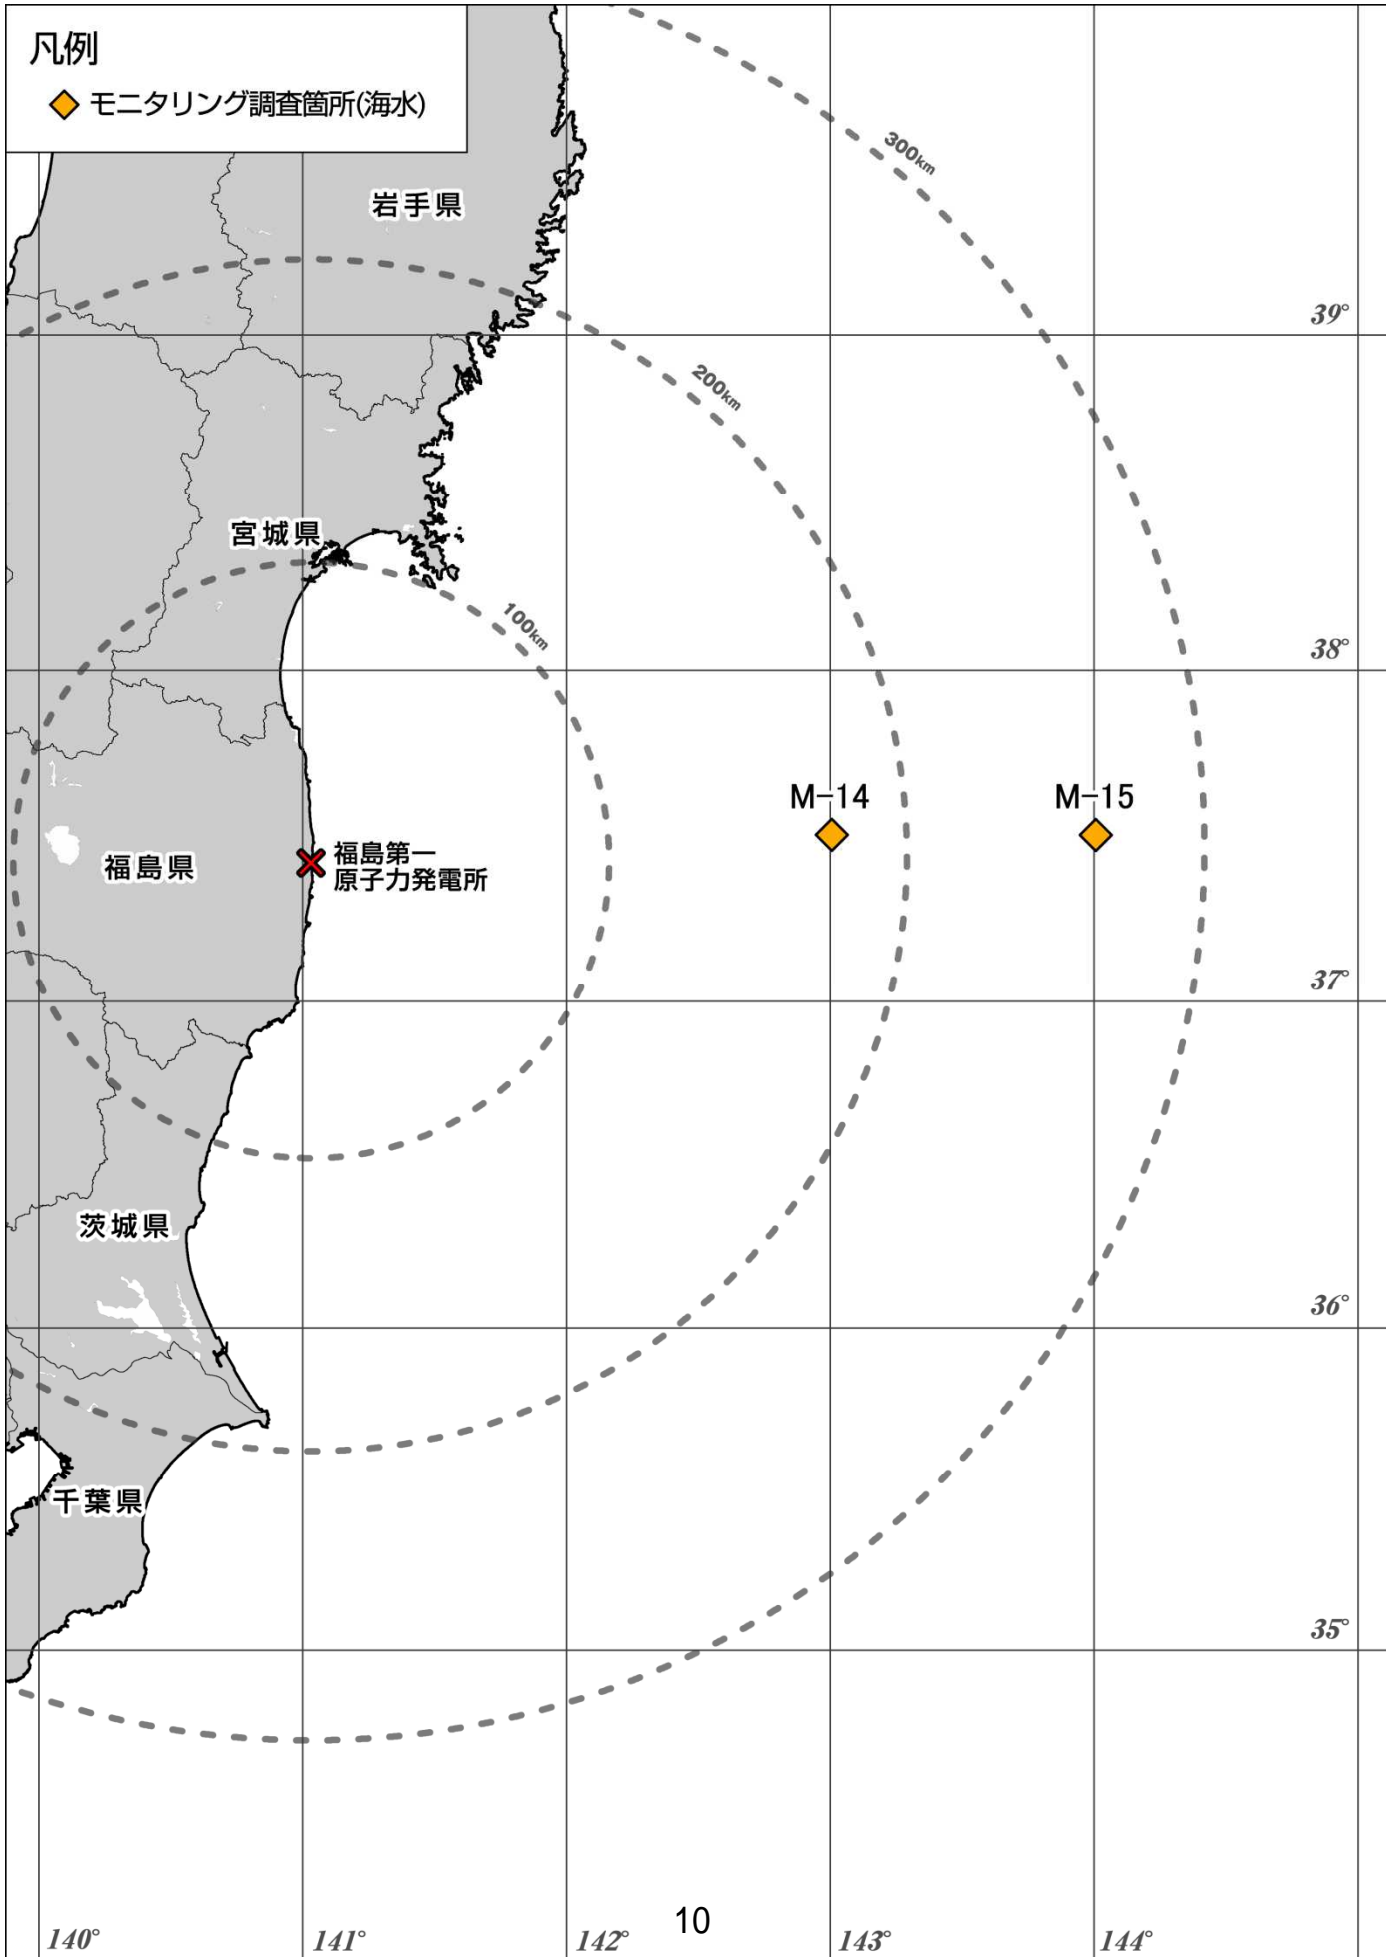 凡例
モニタリング調査箇所(海水)
300km
岩手県
39°
200km
宮城県
100km
38°
M-14
M-15
福島第一
原子力発電所
福島県
37°
茨城県
36°
千葉県
35°
10
140°
141°
142°
143°
144°